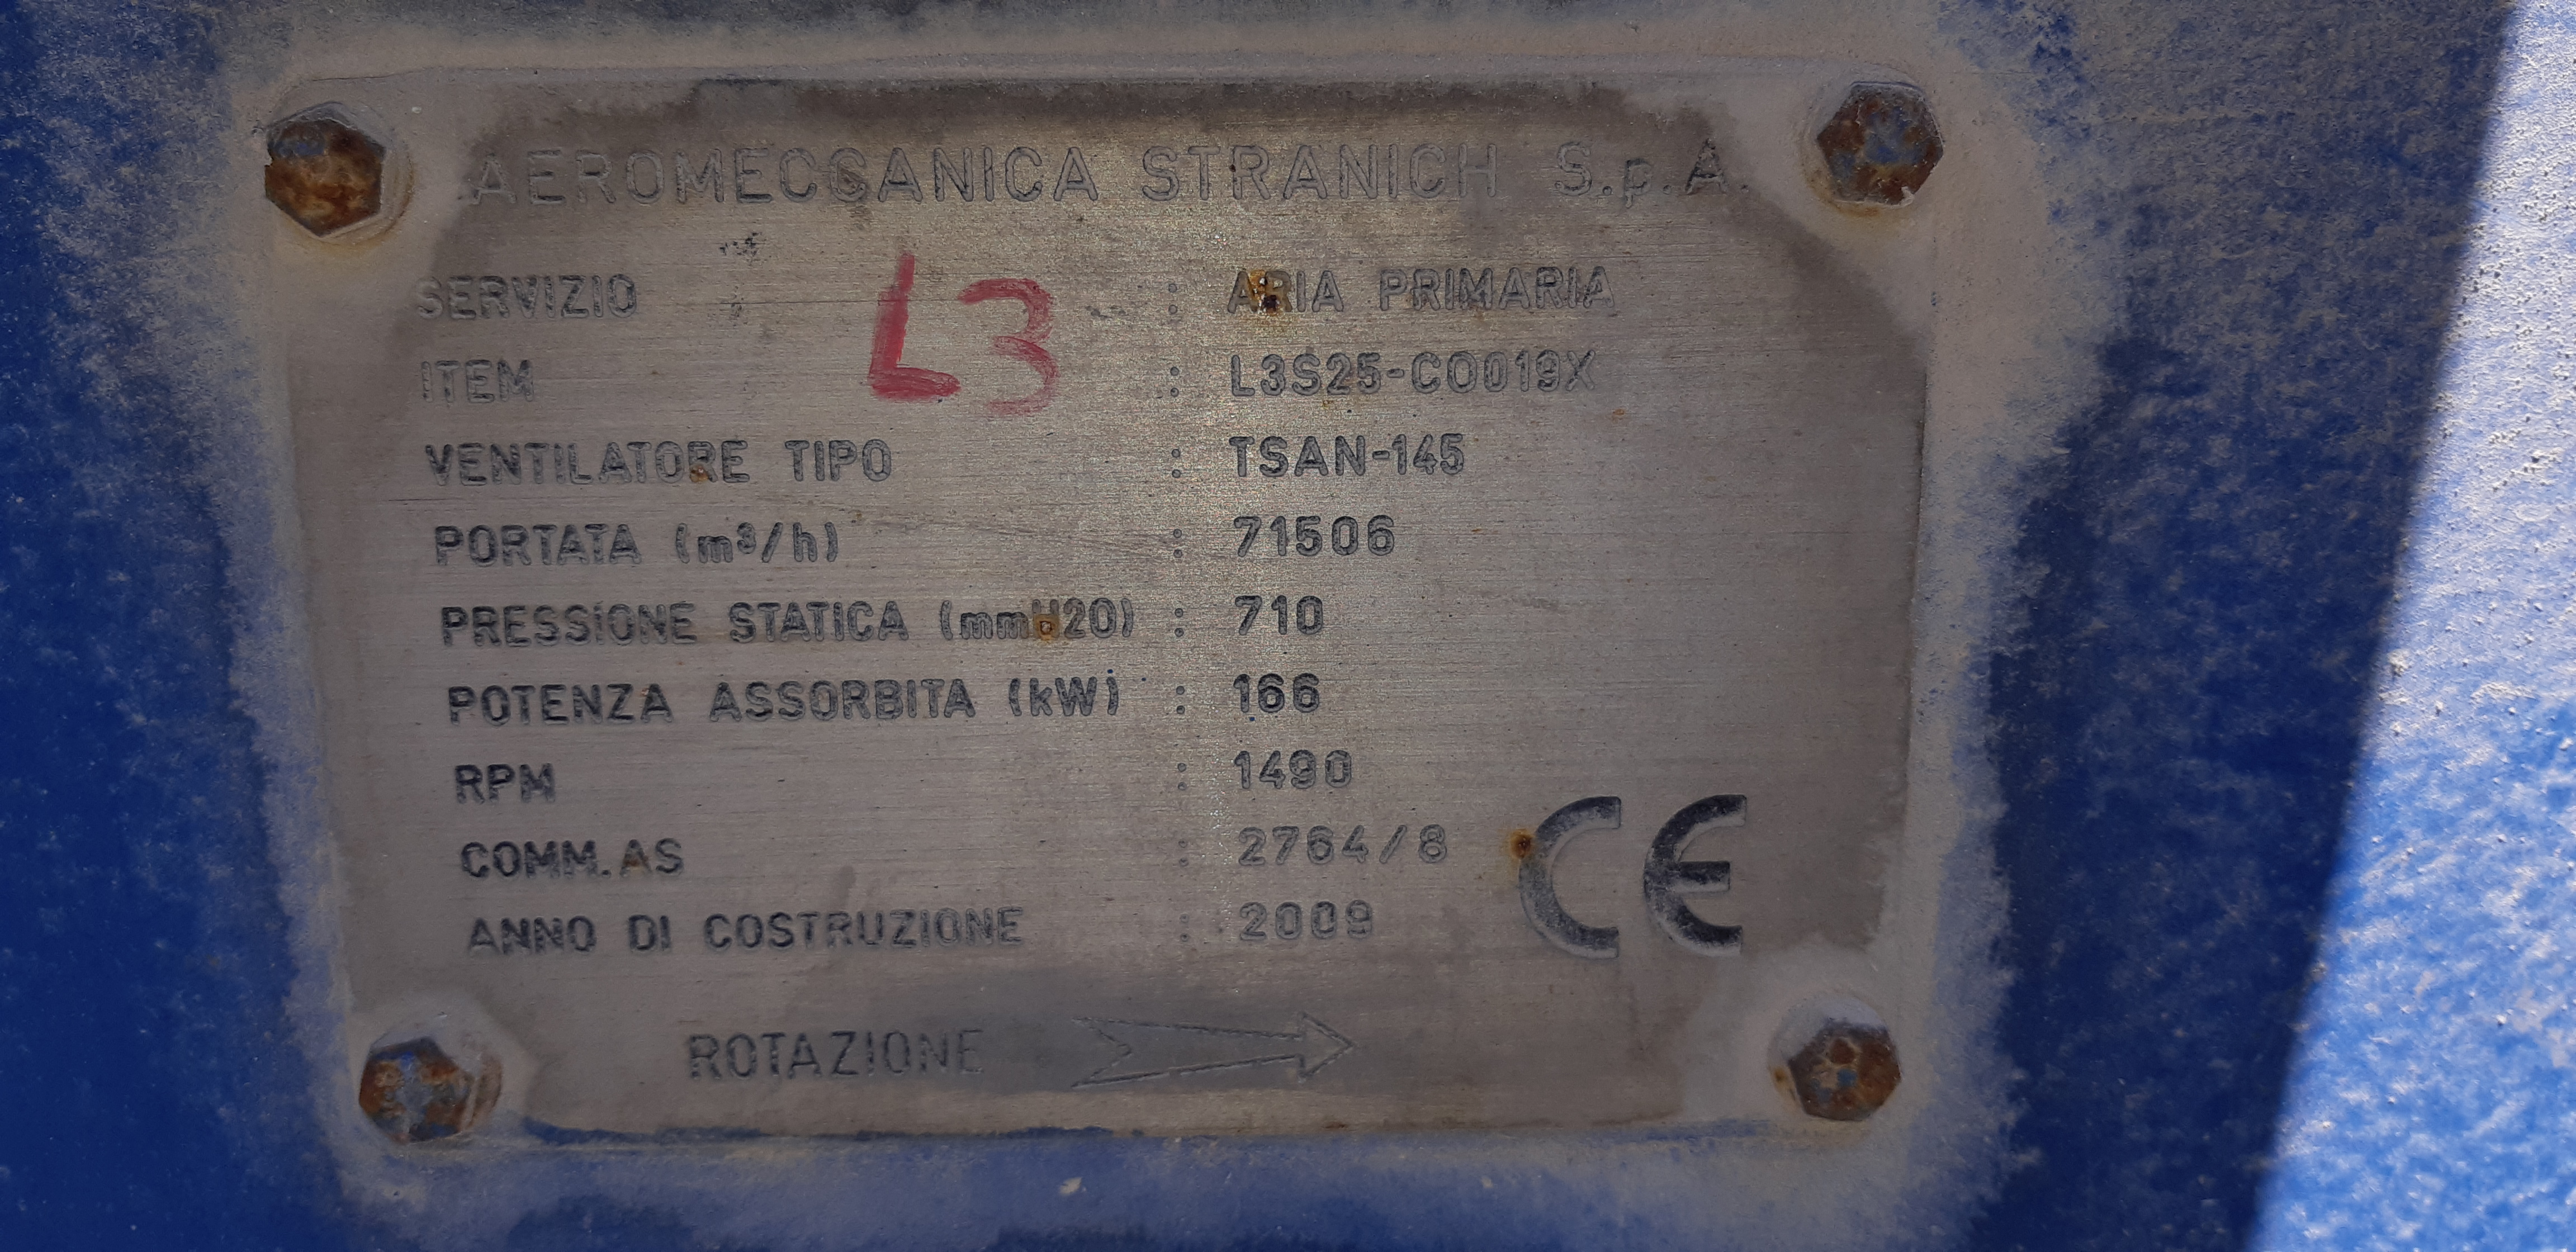 AEROMECCANICA STRANICH S.p.A.
SERVIZIO : ARIA PRIMARIA
L3
ITEM : L3S25-CO019X
VENTILATORE TIPO : TSAN-145
PORTATA (m³/h) : 71506
PRESSIONE STATICA (mmH20) : 710
POTENZA ASSORBITA (kW) : 166
RPM : 1490
COMM.AS : 2764/8
ANNO DI COSTRUZIONE : 2009
CE
ROTAZIONE